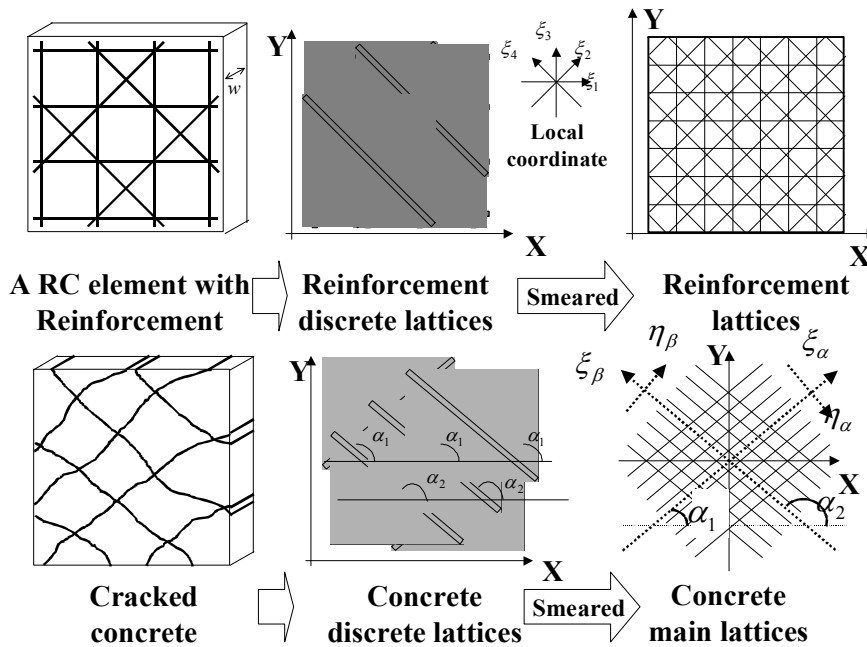 w
Y
ξ4
ξ3
ξ2
ξ1
Local
coordinate
X
Y
X
A RC element with
Reinforcement
Reinforcement
discrete lattices
Smeared
Reinforcement
lattices
Y
α1
α1
α1
α2
α2
X
ξβ
ηβ
Y
ξα
ηα
X
α1
α2
Cracked
concrete
Concrete
discrete lattices
Smeared
Concrete
main lattices